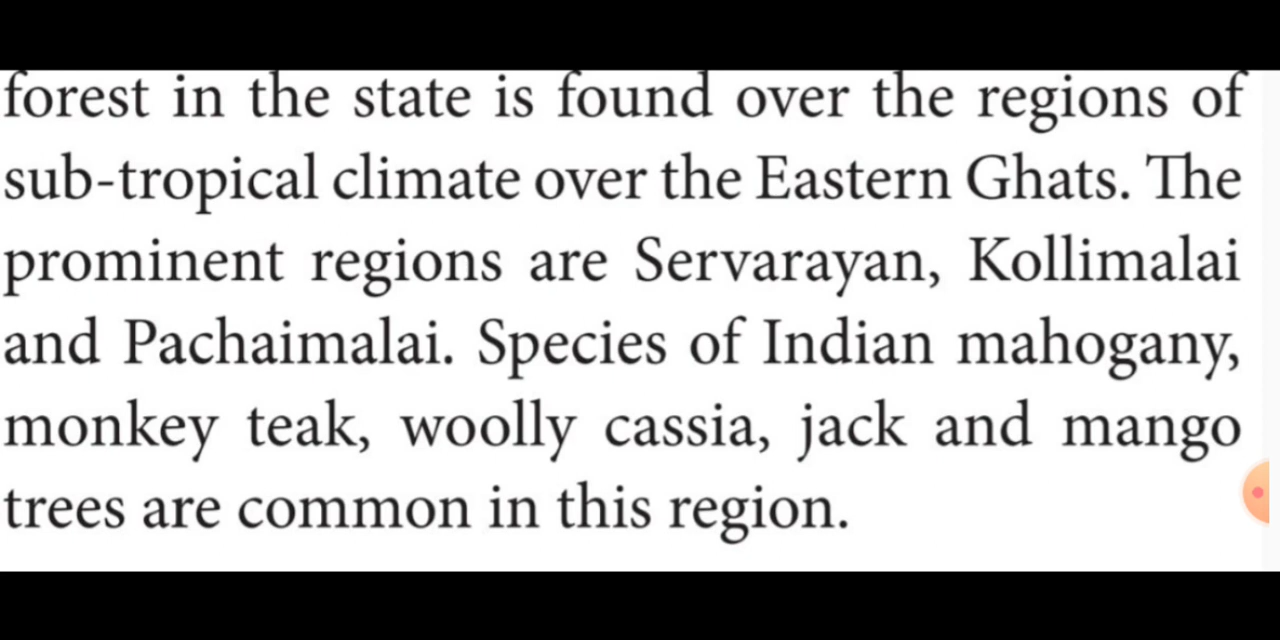 forest in the state is found over the regions of
sub-tropical climate over the Eastern Ghats. The
prominent regions are Servarayan, Kollimalai
and Pachaimalai. Species of Indian mahogany,
monkey teak, woolly cassia, jack and mango
trees are common in this region.